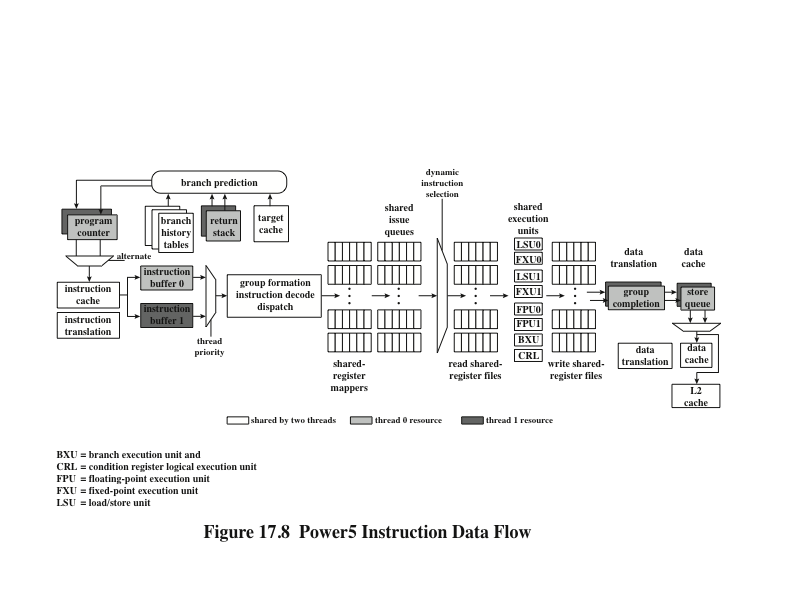 dynamic
instruction
selection
branch prediction
shared
issue
queues
shared
execution
units
program
counter
branch
history
tables
return
stack
target
cache
alternate
instruction
cache
instruction
translation
instruction
buffer 0
instruction
buffer 1
thread
priority
group formation
instruction decode
dispatch
LSU0
FXU0
LSU1
FXU1
FPU0
FPU1
BXU
CRL
data
translation
data
cache
group
completion
store
queue
shared-
register
mappers
read shared-
register files
write shared-
register files
data
translation
data
cache
L2
cache
shared by two threads
thread 0 resource
thread 1 resource
BXU = branch execution unit and
CRL = condition register logical execution unit
FPU = floating-point execution unit
FXU = fixed-point execution unit
LSU = load/store unit
Figure 17.8 Power5 Instruction Data Flow